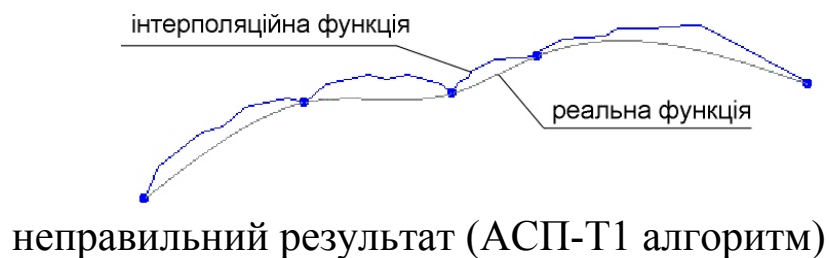 інтерполяційна функція
реальна функція
неправильний результат (АСП-Т1 алгоритм)